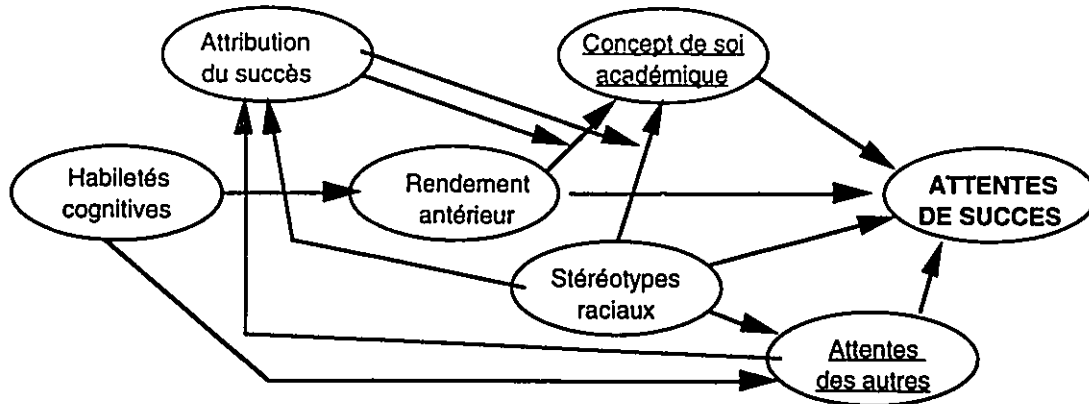 Attribution
du succès
Concept de soi
académique
Habiletés
cognitives
Rendement
antérieur
ATTENTES
DE SUCCES
Stéréotypes
raciaux
Attentes
des autres